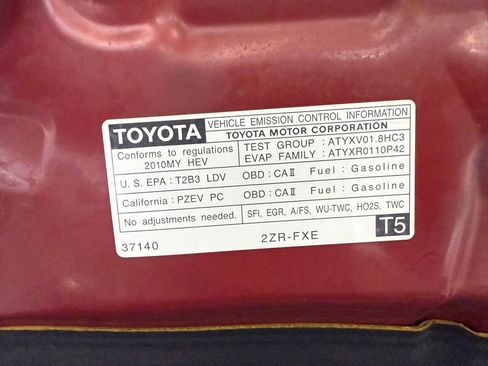 TOYOTA VEHICLE EMISSION CONTROL INFORMATION
TOYOTA MOTOR CORPORATION
Conforms to regulations
2010MY HEV
TEST GROUP : ATYXV01.8HC3
EVAP FAMILY : ATYXR0110P42
U.S. EPA : T2B3 LDV OBD : CAⅡ Fuel : Gasoline
California : PZEV PC OBD : CAⅡ Fuel : Gasoline
No adjustments needed. SFI, EGR, A/FS, WU-TWC, HO2S, TWC
37140 2ZR-FXE T5